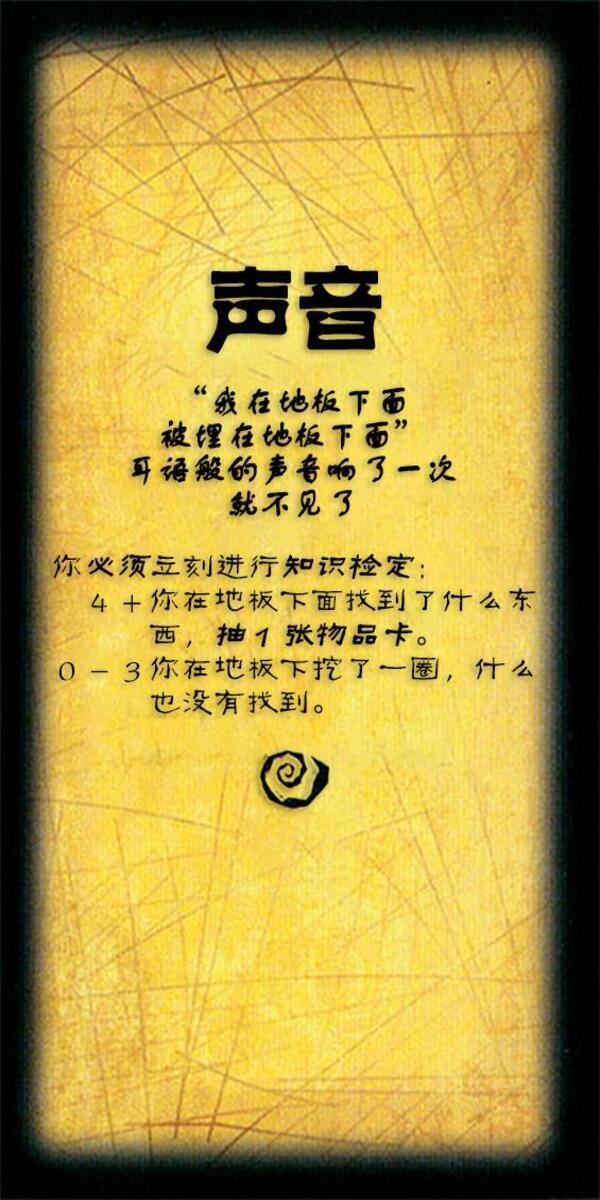 声音
“我在地板下面
被埋在地板下面”
耳语般的声音响了一次
就不见了
你必须立刻进行知识检定：
4+你在地板下面找到了什么东
西，抽1张物品卡。
0-3你在地板下挖了一圈，什么
也没有找到。